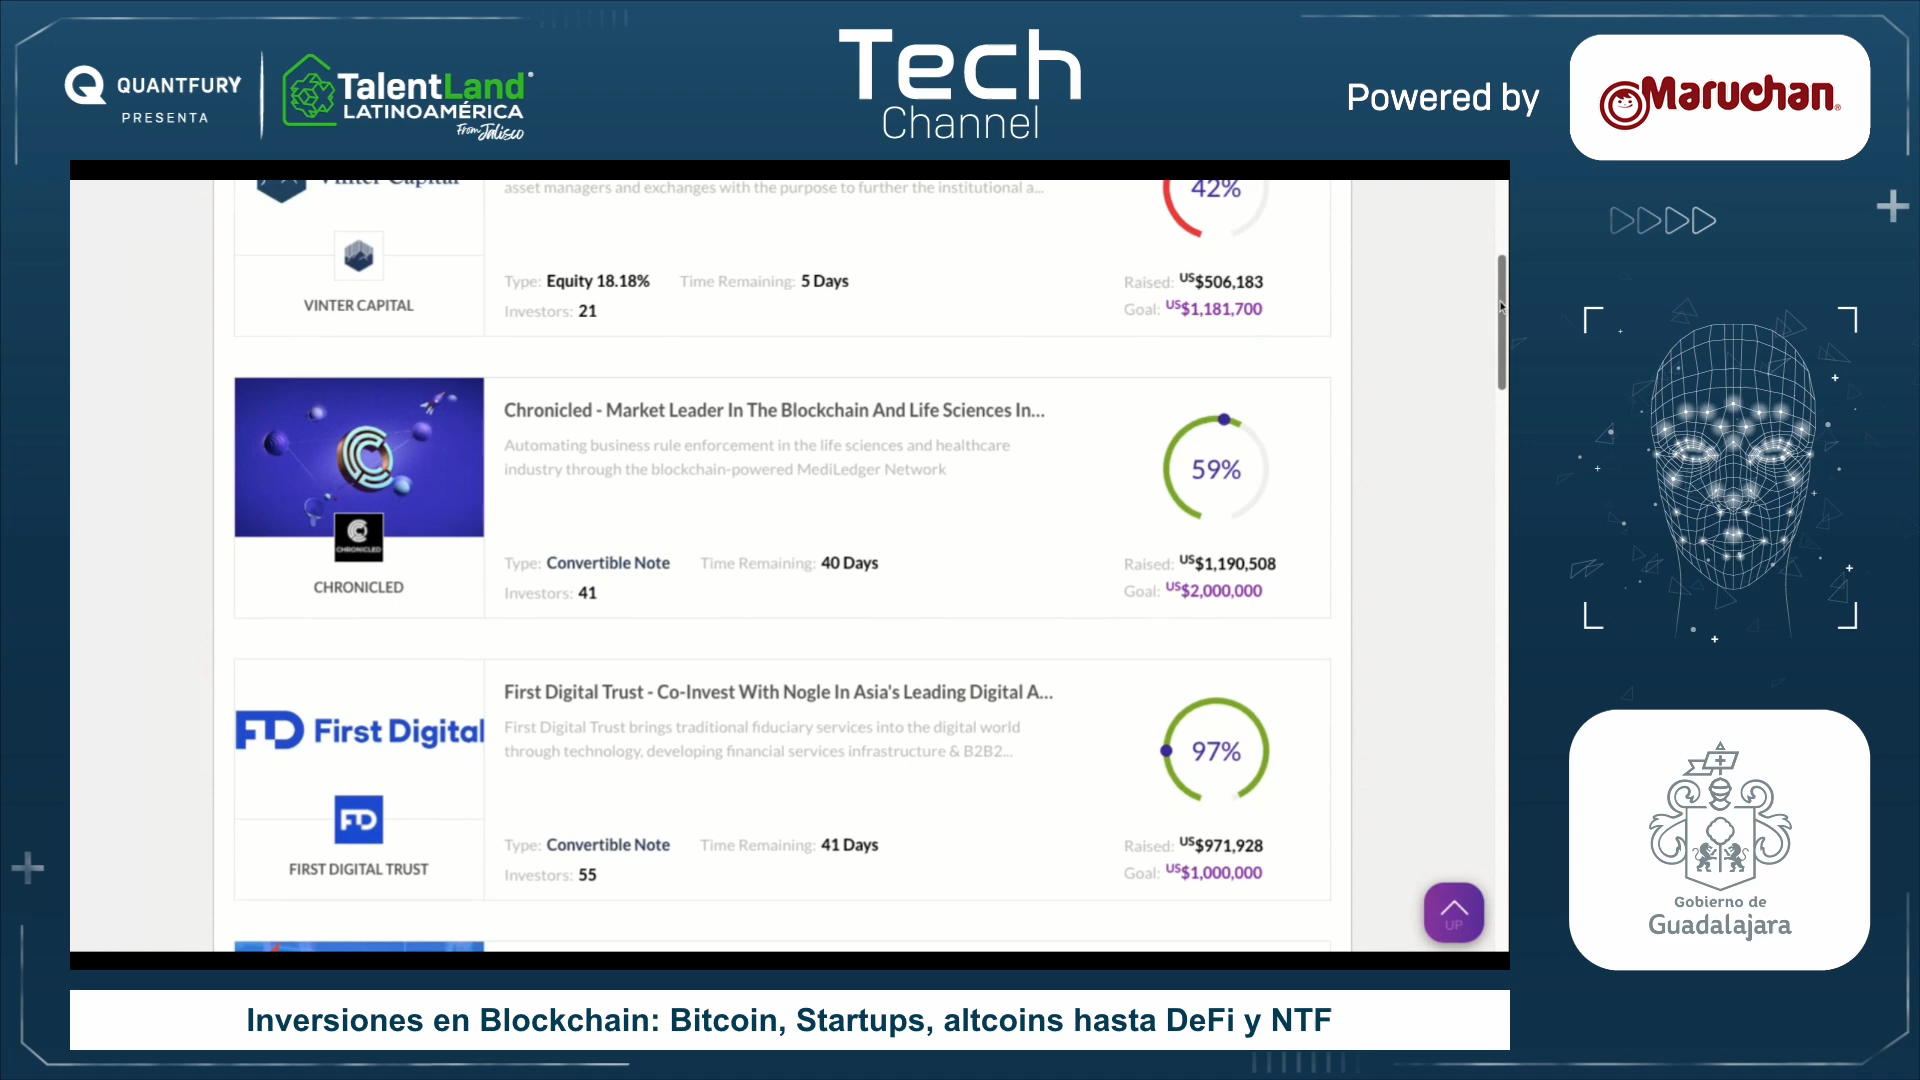 QUANTFURY
PRESENTA
TalentLand
LATINOAMÉRICA
From Jalisco
Tech
Channel
Powered by
Maruchan
Vinter Capital
asset managers and exchanges with the purpose to further the institutional a...
42%
Type: Equity 18.18% Time Remaining: 5 Days
Investors: 21
Raised: US$506,183
Goal: US$1,181,700
VINTER CAPITAL
Chronicled - Market Leader In The Blockchain And Life Sciences In...
Automating business rule enforcement in the life sciences and healthcare
industry through the blockchain-powered MediLedger Network
59%
CHRONICLED
Type: Convertible Note Time Remaining: 40 Days
Investors: 41
Raised: US$1,190,508
Goal: US$2,000,000
CHRONICLED
First Digital Trust - Co-Invest With Nogle In Asia's Leading Digital A...
First Digital Trust brings traditional fiduciary services into the digital world
through technology, developing financial services infrastructure & B2B2...
97%
FD First Digital
FD
Type: Convertible Note Time Remaining: 41 Days
Investors: 55
Raised: US$971,928
Goal: US$1,000,000
FIRST DIGITAL TRUST
UP
Gobierno de
Guadalajara
Inversiones en Blockchain: Bitcoin, Startups, altcoins hasta DeFi y NTF